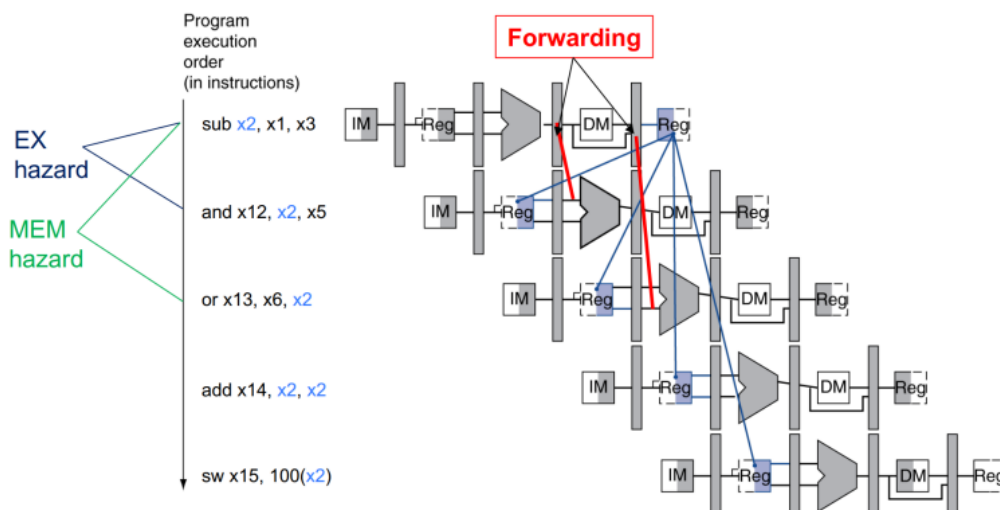 Program
execution
order
(in instructions)
Forwarding
EX
hazard
MEM
hazard
sub x2, x1, x3
IM Reg DM Reg
and x12, x2, x5
IM Reg DM Reg
or x13, x6, x2
IM Reg DM Reg
add x14, x2, x2
IM Reg DM Reg
sw x15, 100(x2)
IM Reg DM Reg